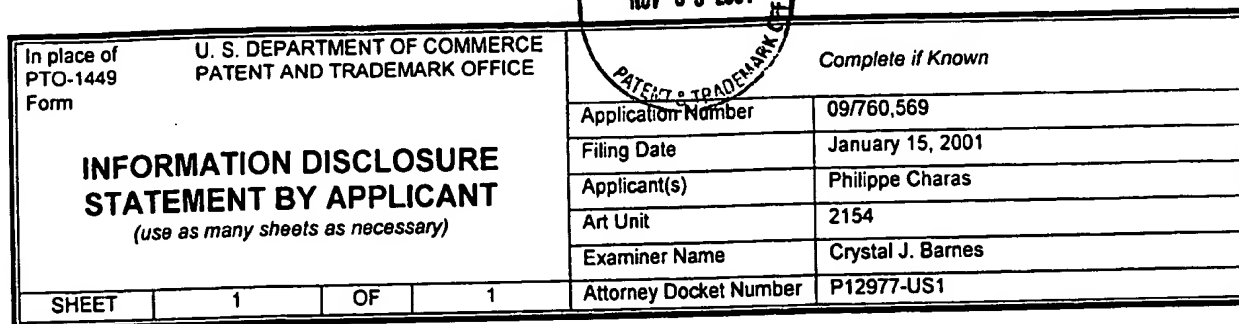 In place of
PTO-1449
Form
U. S. DEPARTMENT OF COMMERCE
PATENT AND TRADEMARK OFFICE
INFORMATION DISCLOSURE
STATEMENT BY APPLICANT
(use as many sheets as necessary)
SHEET 1 OF 1
PATENT & TRADEMARK
Complete if Known
Application Number 09/760,569
Filing Date January 15, 2001
Applicant(s) Philippe Charas
Art Unit 2154
Examiner Name Crystal J. Barnes
Attorney Docket Number P12977-US1